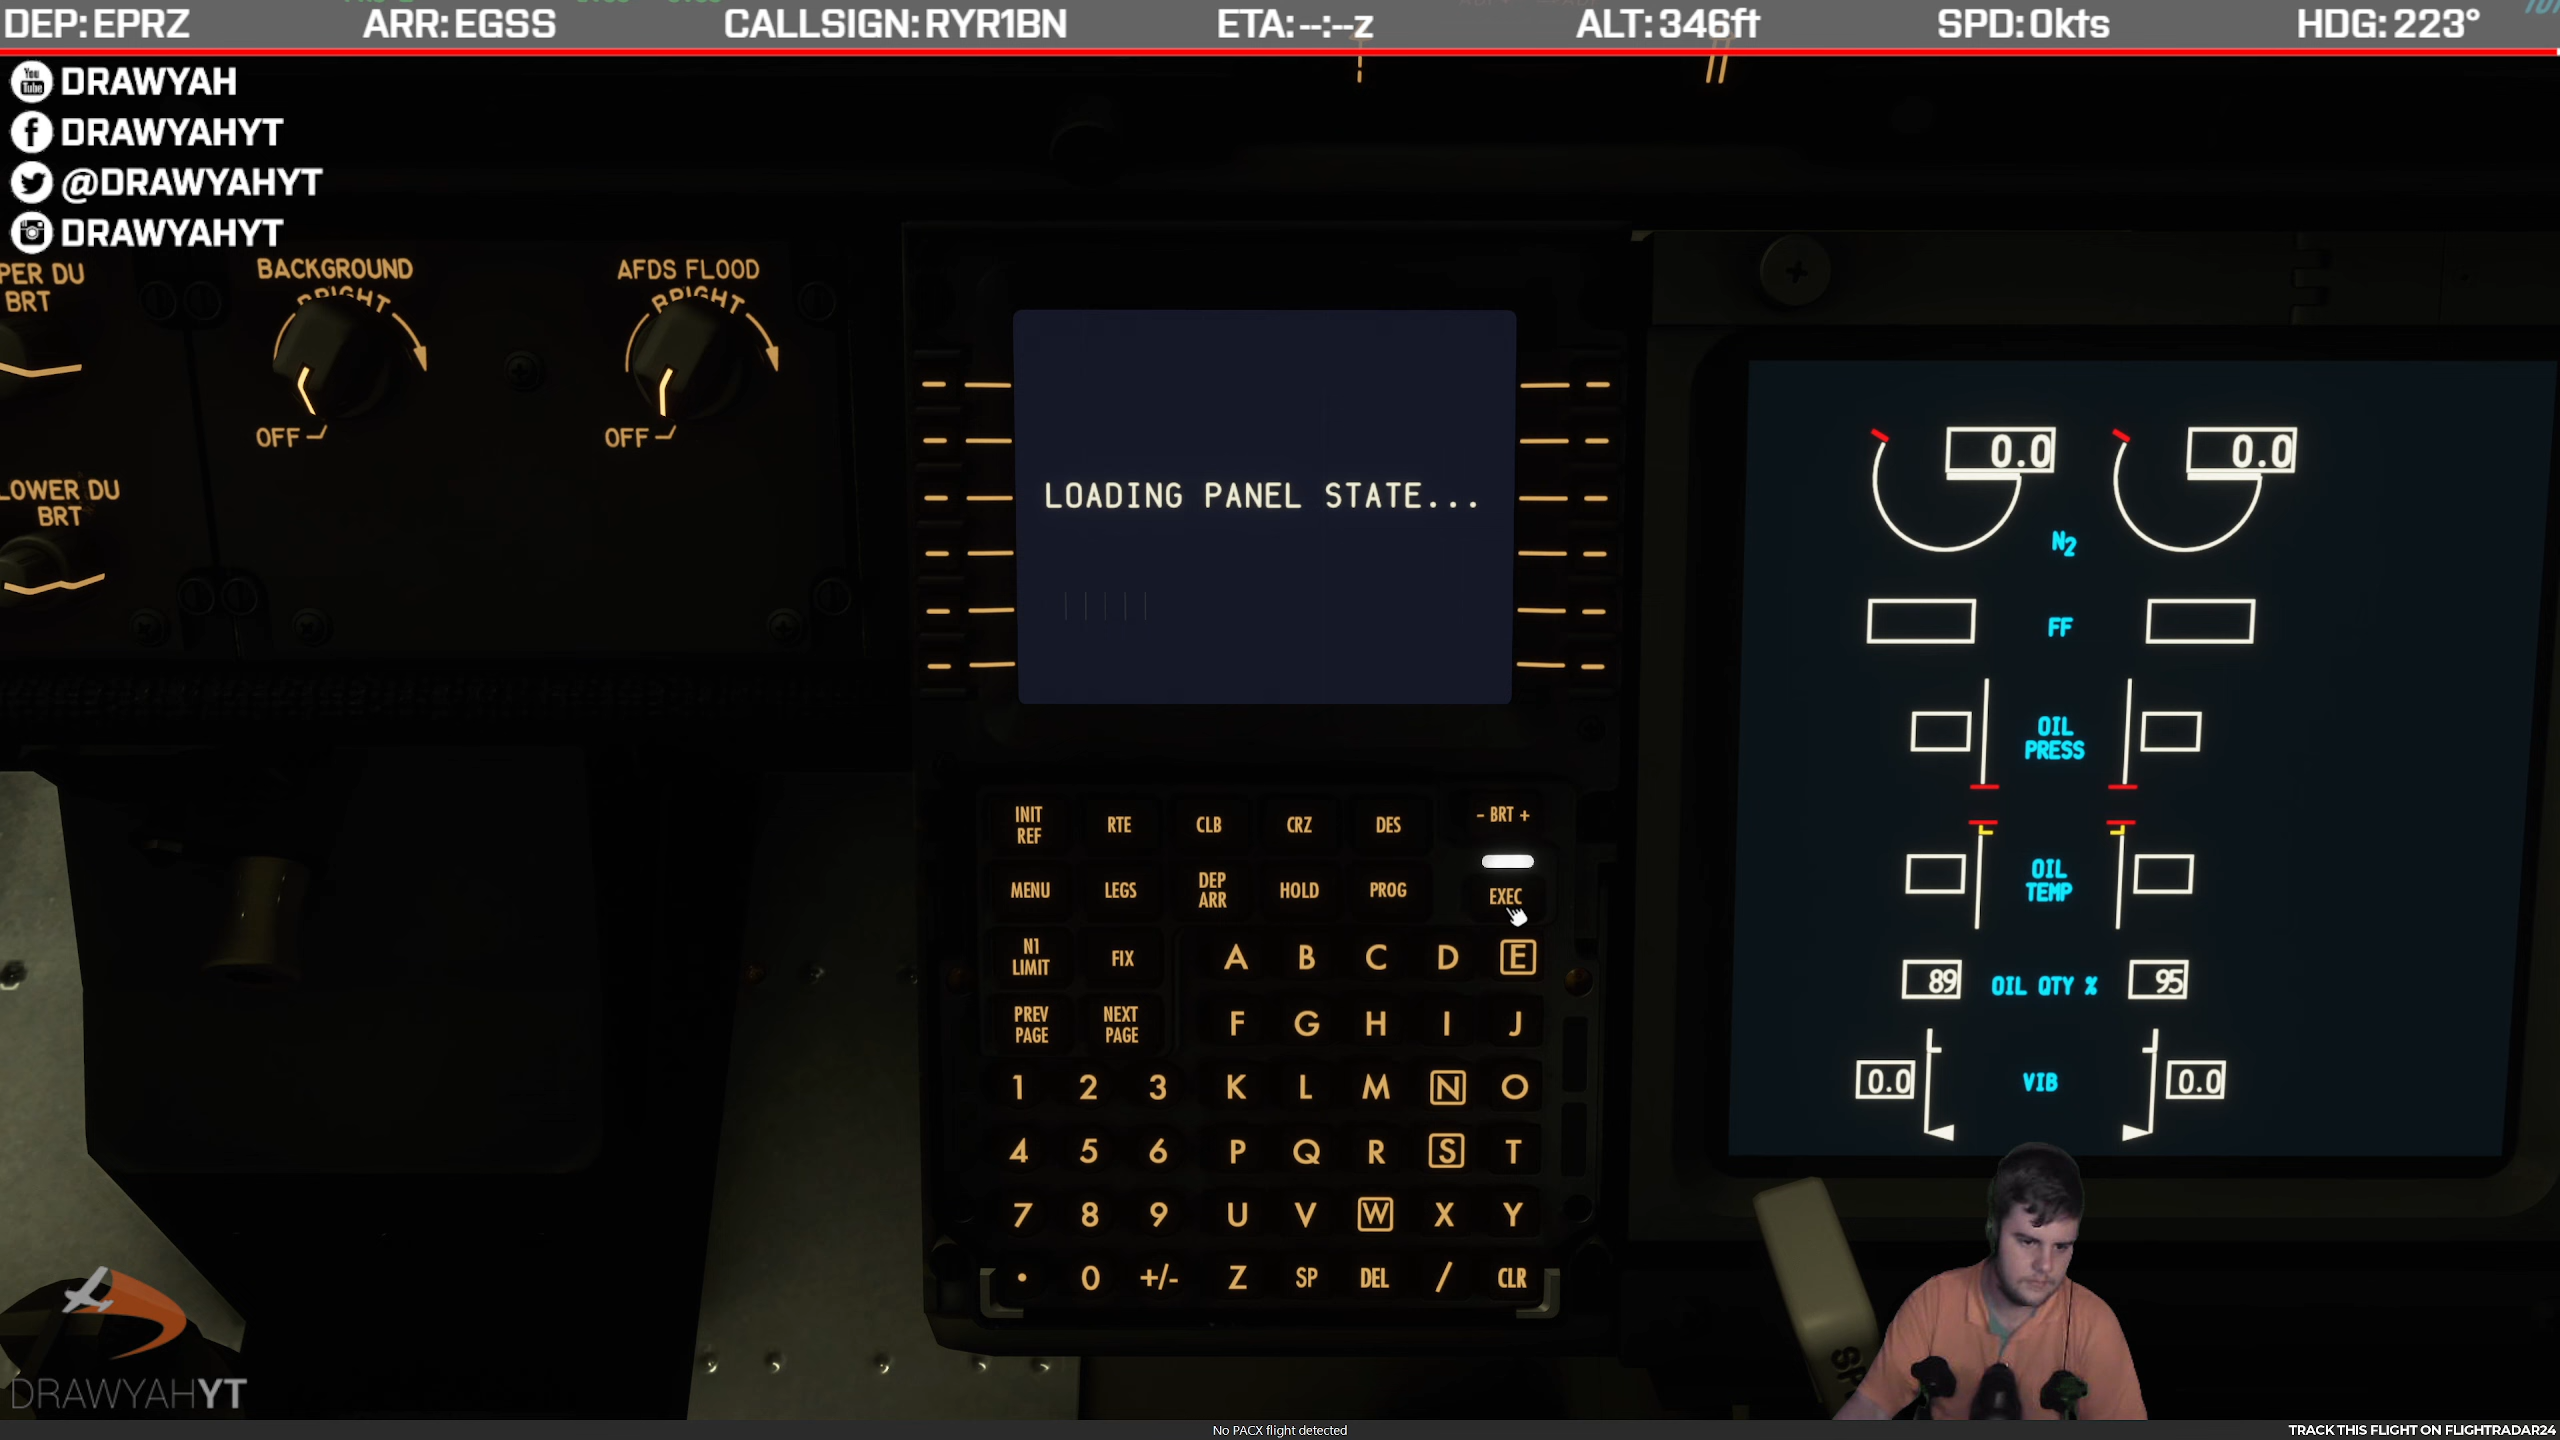 DEP: EPRZ
ARR: EGSS
CALLSIGN: RYR1BN
ETA: --:--z
ALT: 346ft
SPD: 0kts
HDG: 223°
You Tube
DRAWYAH
DRAWYAHYT
@DRAWYAHYT
DRAWYAHYT
PER DU
BRT
BACKGROUND
BRIGHT
OFF
AFDS FLOOD
BRIGHT
OFF
LOWER DU
BRT
LOADING PANEL STATE...
INIT REF
RTE
CLB
CRZ
DES
- BRT +
MENU
LEGS
DEP ARR
HOLD
PROG
EXEC
N1 LIMIT
FIX
A B C D E
PREV PAGE
NEXT PAGE
F G H I J
1 2 3 K L M N O
4 5 6 P Q R S T
7 8 9 U V W X Y
. 0 +/- Z SP DEL / CLR
0.0 0.0
N2
FF
OIL
PRESS
OIL
TEMP
89 OIL QTY % 95
0.0 VIB 0.0
DRAWYAHYT
No PACX flight detected
TRACK THIS FLIGHT ON FLIGHTRADAR24